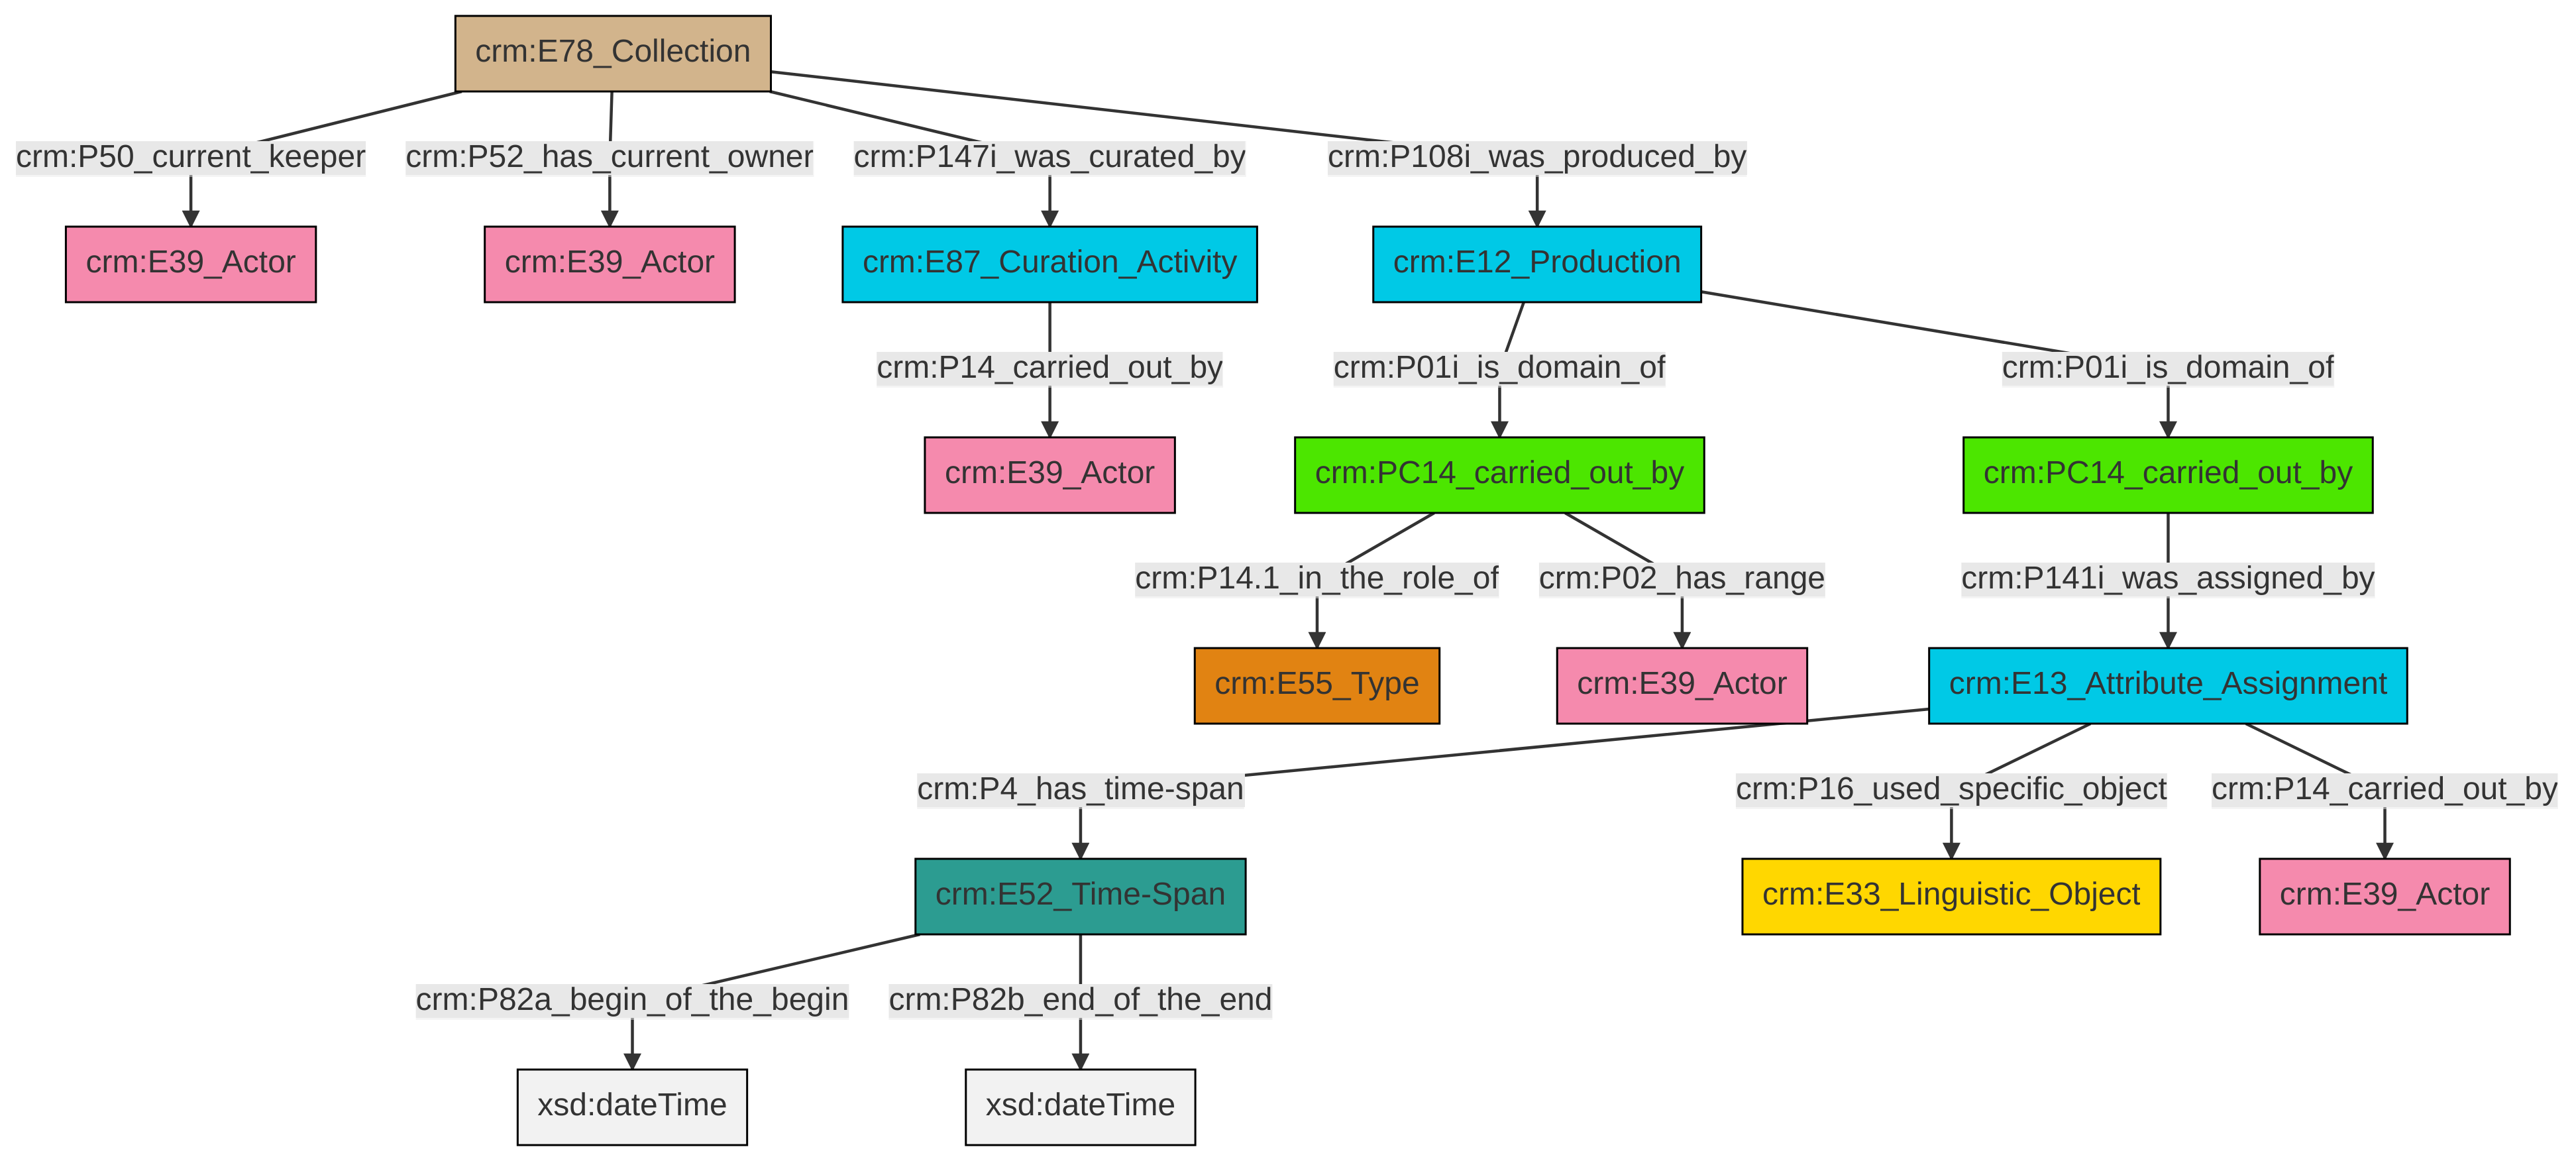 crm:E78_Collection
crm:P50_current_keeper
crm:P52_has_current_owner
crm:P147i_was_curated_by
crm:P108i_was_produced_by
crm:E39_Actor
crm:E39_Actor
crm:E87_Curation_Activity
crm:E12_Production
crm:P14_carried_out_by
crm:P01i_is_domain_of
crm:P01i_is_domain_of
crm:E39_Actor
crm:PC14_carried_out_by
crm:PC14_carried_out_by
crm:P14.1_in_the_role_of
crm:P02_has_range
crm:P141i_was_assigned_by
crm:E55_Type
crm:E39_Actor
crm:E13_Attribute_Assignment
crm:P4_has_time-span
crm:P16_used_specific_object
crm:P14_carried_out_by
crm:E52_Time-Span
crm:E33_Linguistic_Object
crm:E39_Actor
crm:P82a_begin_of_the_begin
crm:P82b_end_of_the_end
xsd:dateTime
xsd:dateTime